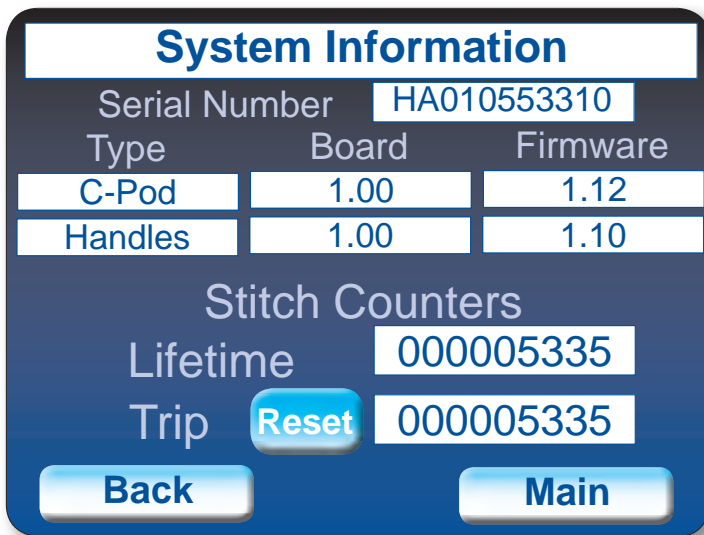 System Information
Serial Number HA010553310
Type Board Firmware
C-Pod 1.00 1.12
Handles 1.00 1.10
Stitch Counters
Lifetime 000005335
Trip Reset 000005335
Back Main